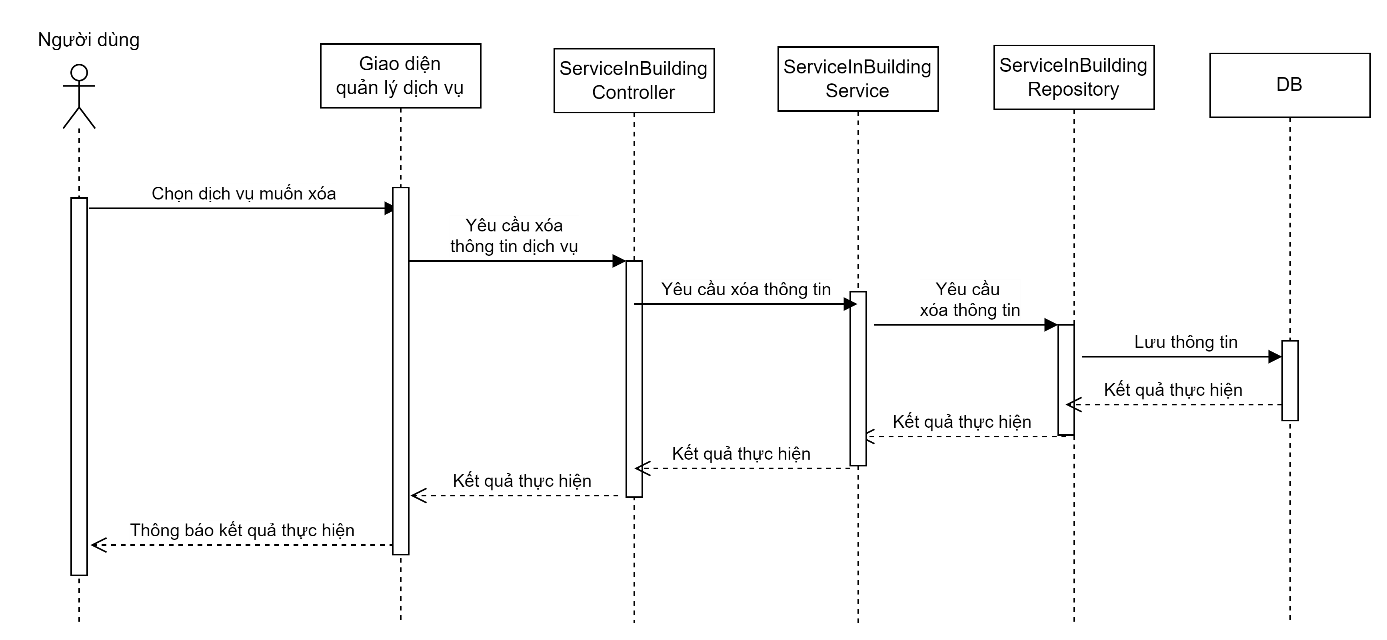 Người dùng
Giao diện
quản lý dịch vụ
ServiceInBuilding
Controller
ServiceInBuilding
Service
ServiceInBuilding
Repository
DB
Chọn dịch vụ muốn xóa
Yêu cầu xóa
thông tin dịch vụ
Yêu cầu xóa thông tin
Yêu cầu
xóa thông tin
Lưu thông tin
Kết quả thực hiện
Kết quả thực hiện
Kết quả thực hiện
Kết quả thực hiện
Thông báo kết quả thực hiện